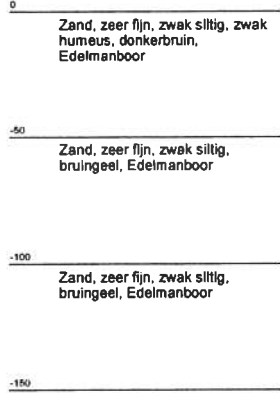 0
Zand, zeer fijn, zwak siltig, zwak
humeus, donkerbruin,
Edelmanboor
-50
Zand, zeer fijn, zwak siltig,
bruingeel, Edelmanboor
-100
Zand, zeer fijn, zwak siltig,
bruingeel, Edelmanboor
-150